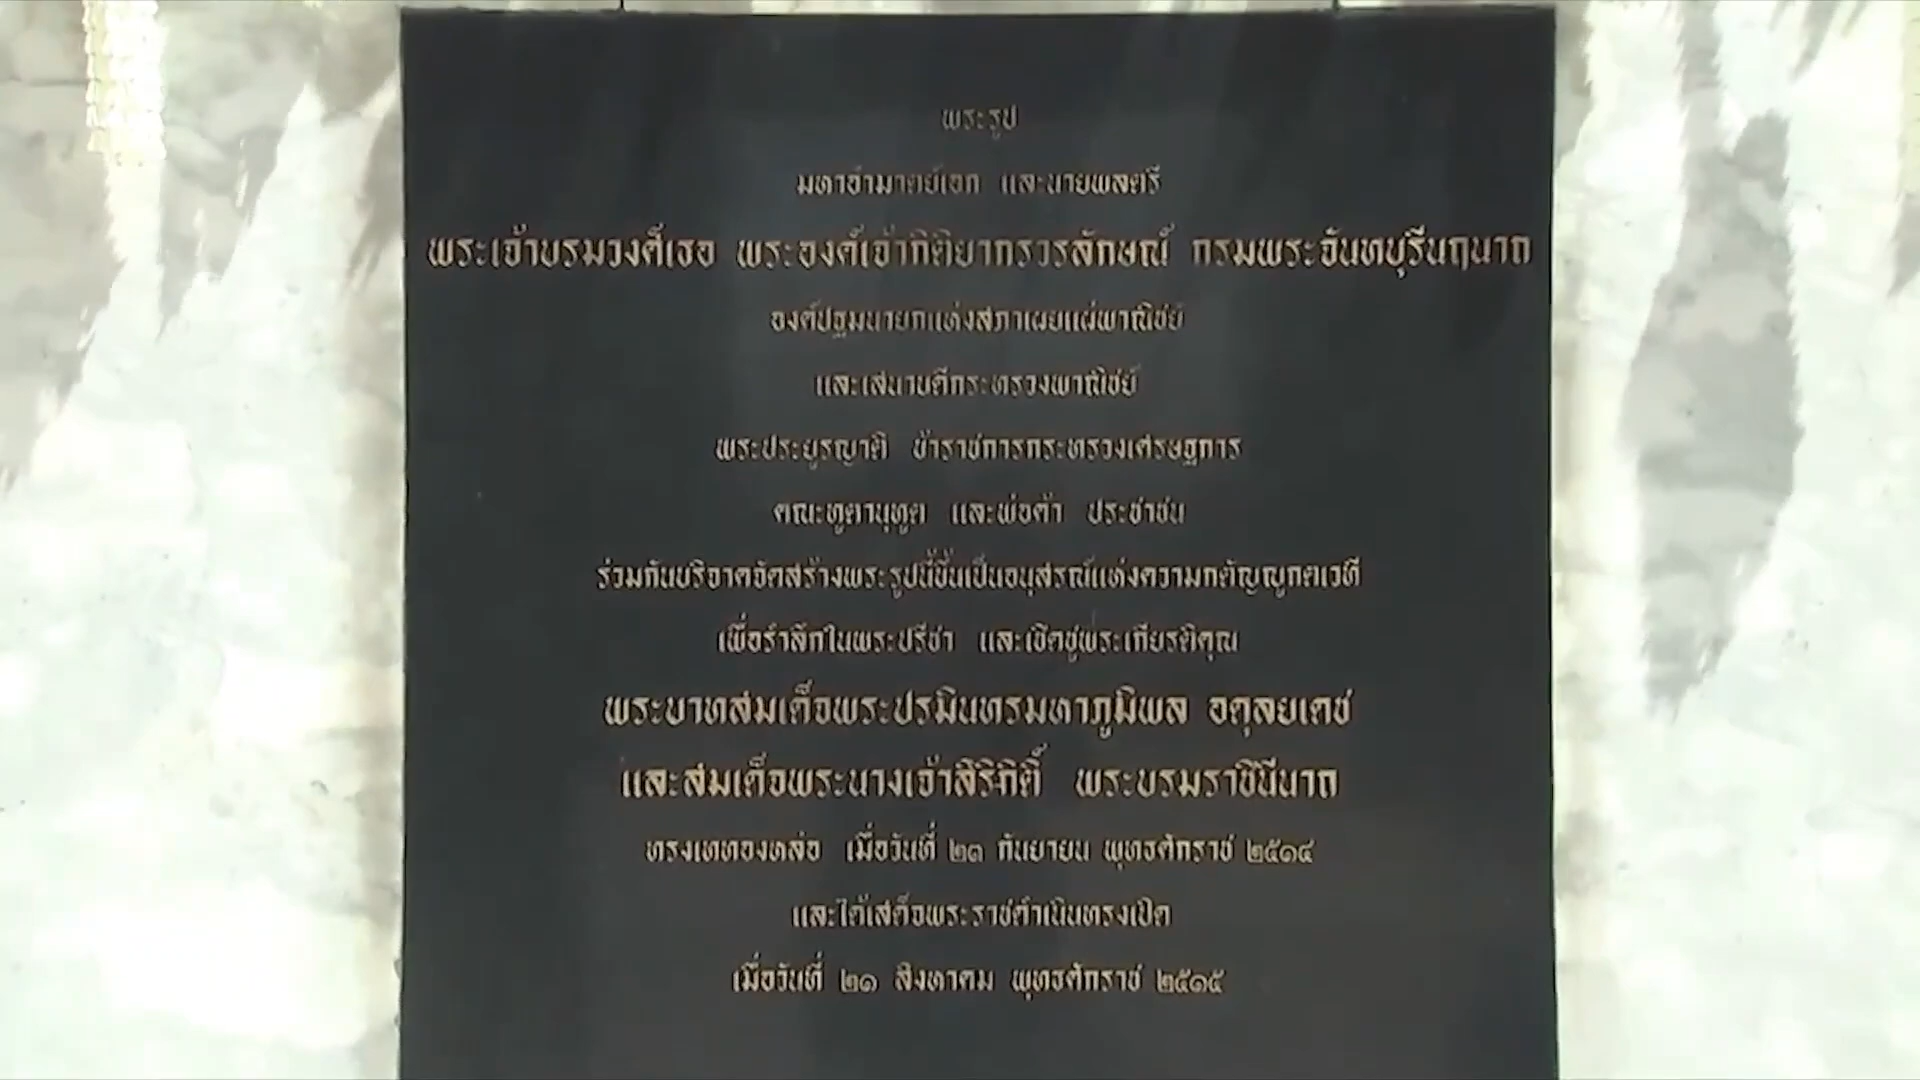 พระรูป
มหาอำมาตย์เอก และนายพลตรี
พระเจ้าบรมวงศ์เธอ พระองค์เจ้ากิติยากรวรลักษณ์ กรมพระจันทบุรีนฤนาถ
องค์ปฐมนายกแห่งสภาเผยแผ่พาณิชย์
และเสนาบดีกระทรวงพาณิชย์
พระประยูรญาติ ข้าราชการกระทรวงเศรษฐการ
คณะทูตานุทูต และพ่อค้า ประชาชน
ร่วมกันบริจาคจัดสร้างพระรูปนี้ขึ้นเป็นอนุสรณ์แห่งความกตัญญูกตเวที
เพื่อรำลึกในพระปรีชา และเชิดชูพระเกียรติคุณ
พระบาทสมเด็จพระปรมินทรมหาภูมิพล อดุลยเดช
และสมเด็จพระนางเจ้าสิริกิติ์ พระบรมราชินีนาถ
ทรงเททองหล่อ เมื่อวันที่ ๒๓ กันยายน พุทธศักราช ๒๕๑๔
และได้เสด็จพระราชดำเนินทรงเปิด
เมื่อวันที่ ๒๑ สิงหาคม พุทธศักราช ๒๕๑๕